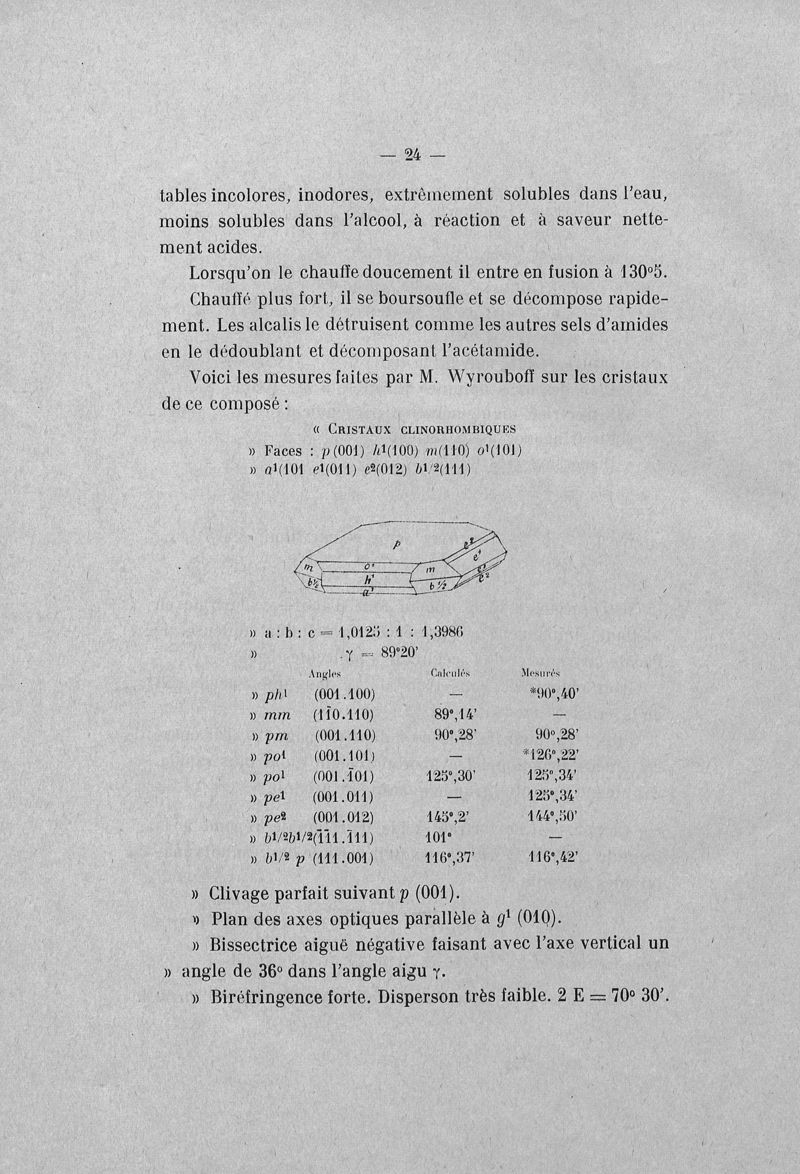 — 24 —
tables incolores, inodores, extrêmement solubles dans l'eau,
moins solubles dans l'alcool, à réaction et à saveur nette-
ment acides.
Lorsqu'on le chauffe doucement il entre en fusion à 130°5.
Chauffé plus fort, il se boursoufle et se décompose rapide-
ment. Les alcalis le détruisent comme les autres sels d'amides
en le dédoublant et décomposant l'acétamide.
Voici les mesures faites par M. Wyrouboff sur les cristaux
de ce composé :
« CRISTAUX CLINORHOMBIQUES
» Faces : p(001) h¹(100) m(110) o¹(101)
» a¹(101 e¹(011) e²(012) b¹/²(111)
p
e²
e¹
m o¹ m e²
b½ h¹ b½ e²
a¹
» a : b : c = 1,0125 : 1 : 1,3986
» γ = 89°20'
Angles Calculés Mesurés
» ph¹ (001.100) — *90°,40'
» mm (11̄0.110) 89°,14' —
» pm (001.110) 90°,28' 90°,28'
» po¹ (001.101) — *126°,22'
» po¹ (001.1̄01) 125°,30' 125°,34'
» pe¹ (001.011) — 125°,34'
» pe² (001.012) 145°,2' 144°,50'
» b¹/²b¹/²(1̄1̄1.1̄11) 101° —
» b¹/² p (111.001) 116°,37' 116°,42'
» Clivage parfait suivant p (001).
» Plan des axes optiques parallèle à g¹ (010).
» Bissectrice aiguë négative faisant avec l'axe vertical un
» angle de 36° dans l'angle aigu γ.
» Biréfringence forte. Disperson très faible. 2 E = 70° 30'.